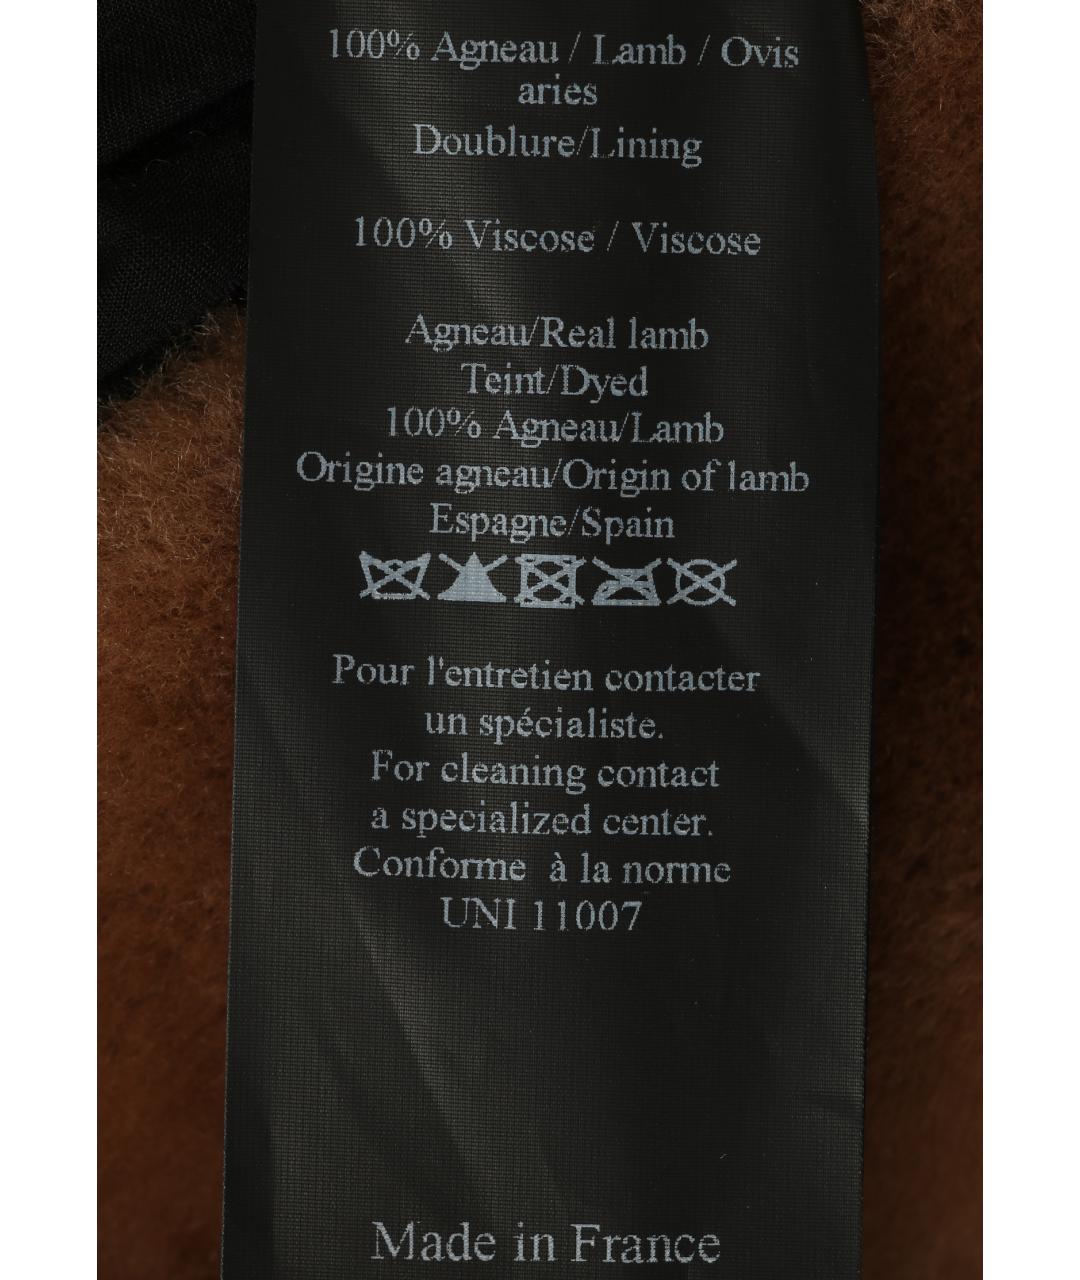 100% Agneau / Lamb / Ovis
aries
Doublure/Lining
100% Viscose / Viscose
Agneau/Real lamb
Teint/Dyed
100% Agneau/Lamb
Origine agneau/Origin of lamb
Espagne/Spain
Pour l'entretien contacter
un spécialiste.
For cleaning contact
a specialized center.
Conforme à la norme
UNI 11007
Made in France